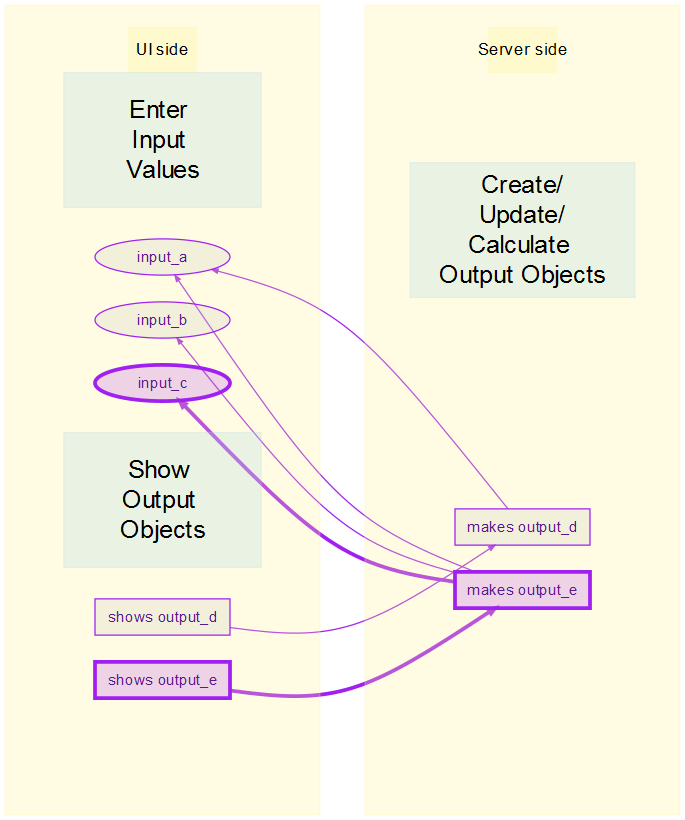 UI side
Enter
Input
Values
input_a
input_b
input_c
Show
Output
Objects
shows output_d
shows output_e
Server side
Create/
Update/
Calculate
Output Objects
makes output_d
makes output_e